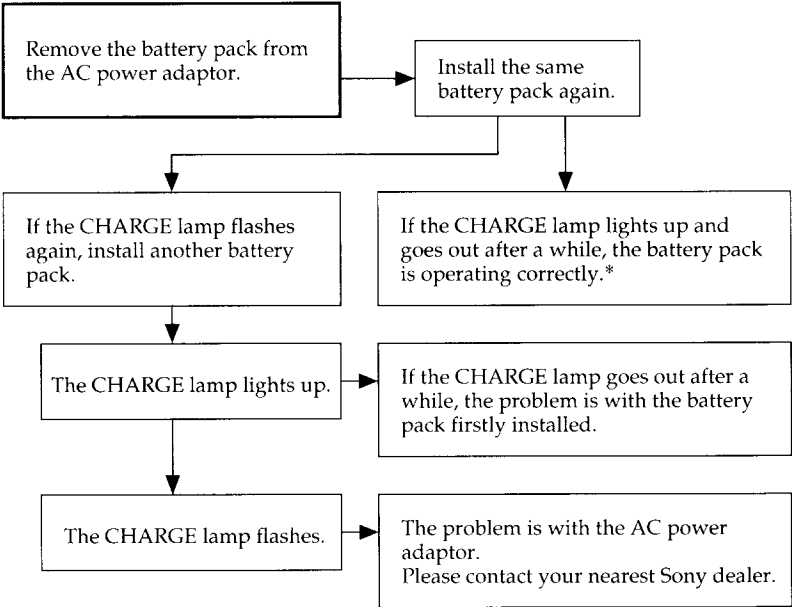 Remove the battery pack from
the AC power adaptor.
Install the same
battery pack again.
If the CHARGE lamp flashes
again, install another battery
pack.
If the CHARGE lamp lights up and
goes out after a while, the battery pack
is operating correctly.*
The CHARGE lamp lights up.
If the CHARGE lamp goes out after a
while, the problem is with the battery
pack firstly installed.
The CHARGE lamp flashes.
The problem is with the AC power
adaptor.
Please contact your nearest Sony dealer.